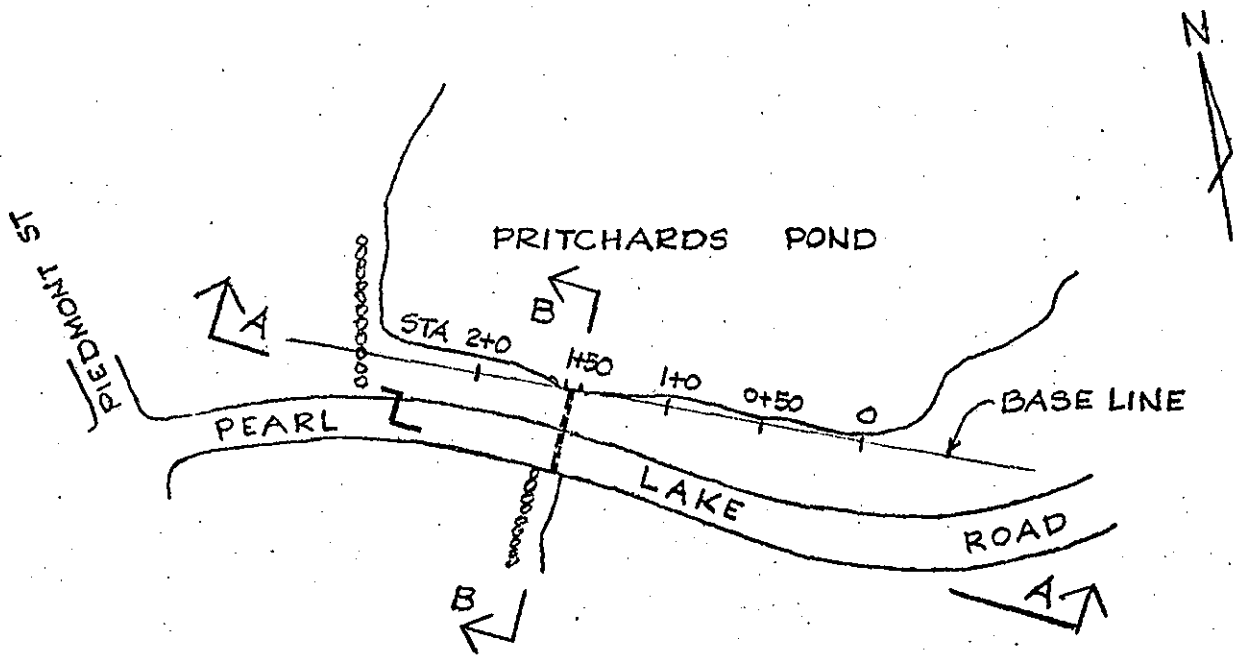 N
PRITCHARDS POND
PIEDMONT ST
A
B
STA 2+0
1+50
1+0
0+50
0
BASE LINE
PEARL
LAKE
ROAD
B
A